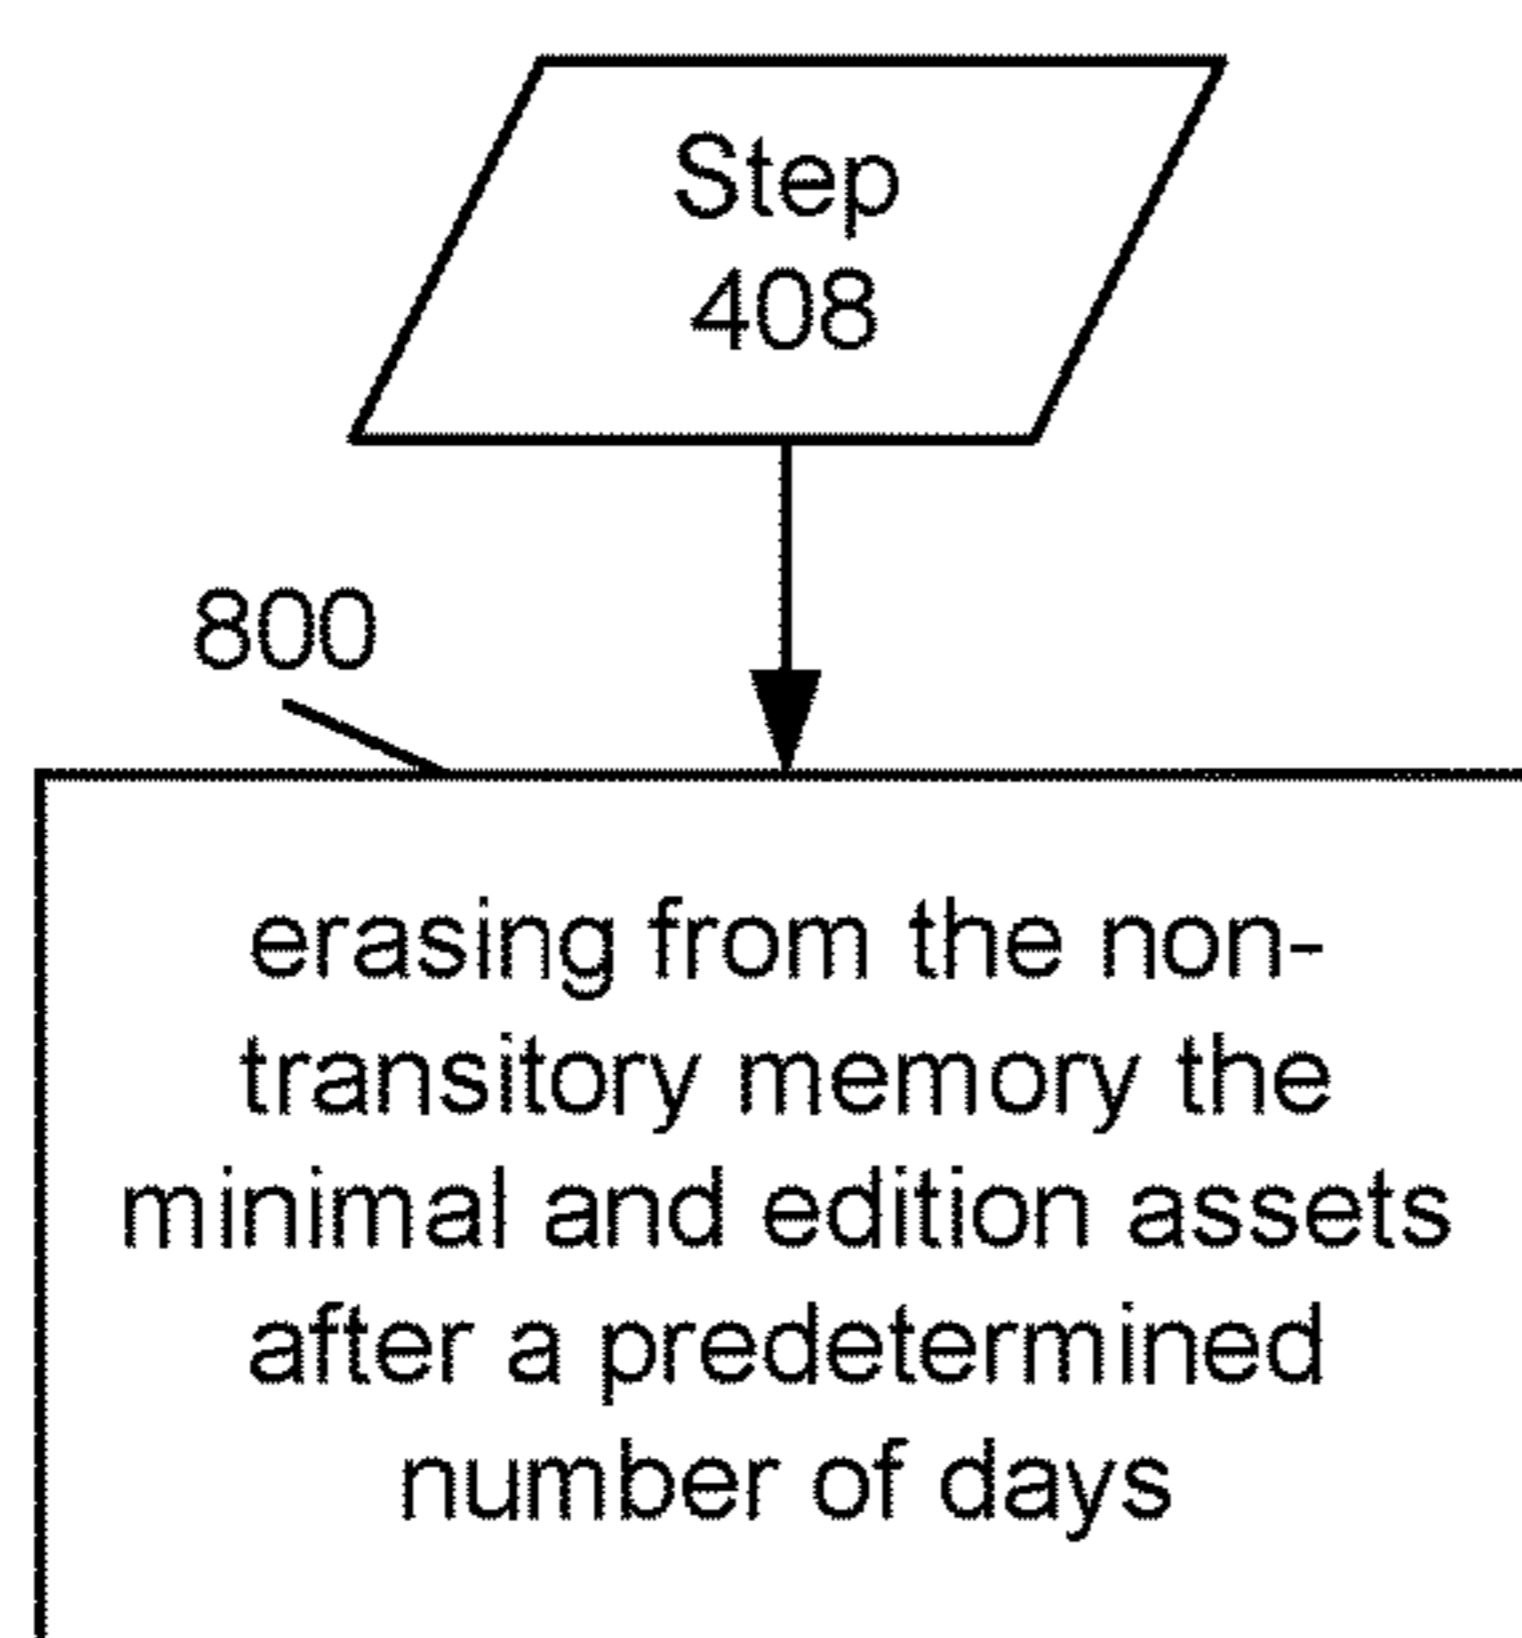 Step
408
800
erasing from the non-
transitory memory the
minimal and edition assets
after a predetermined
number of days